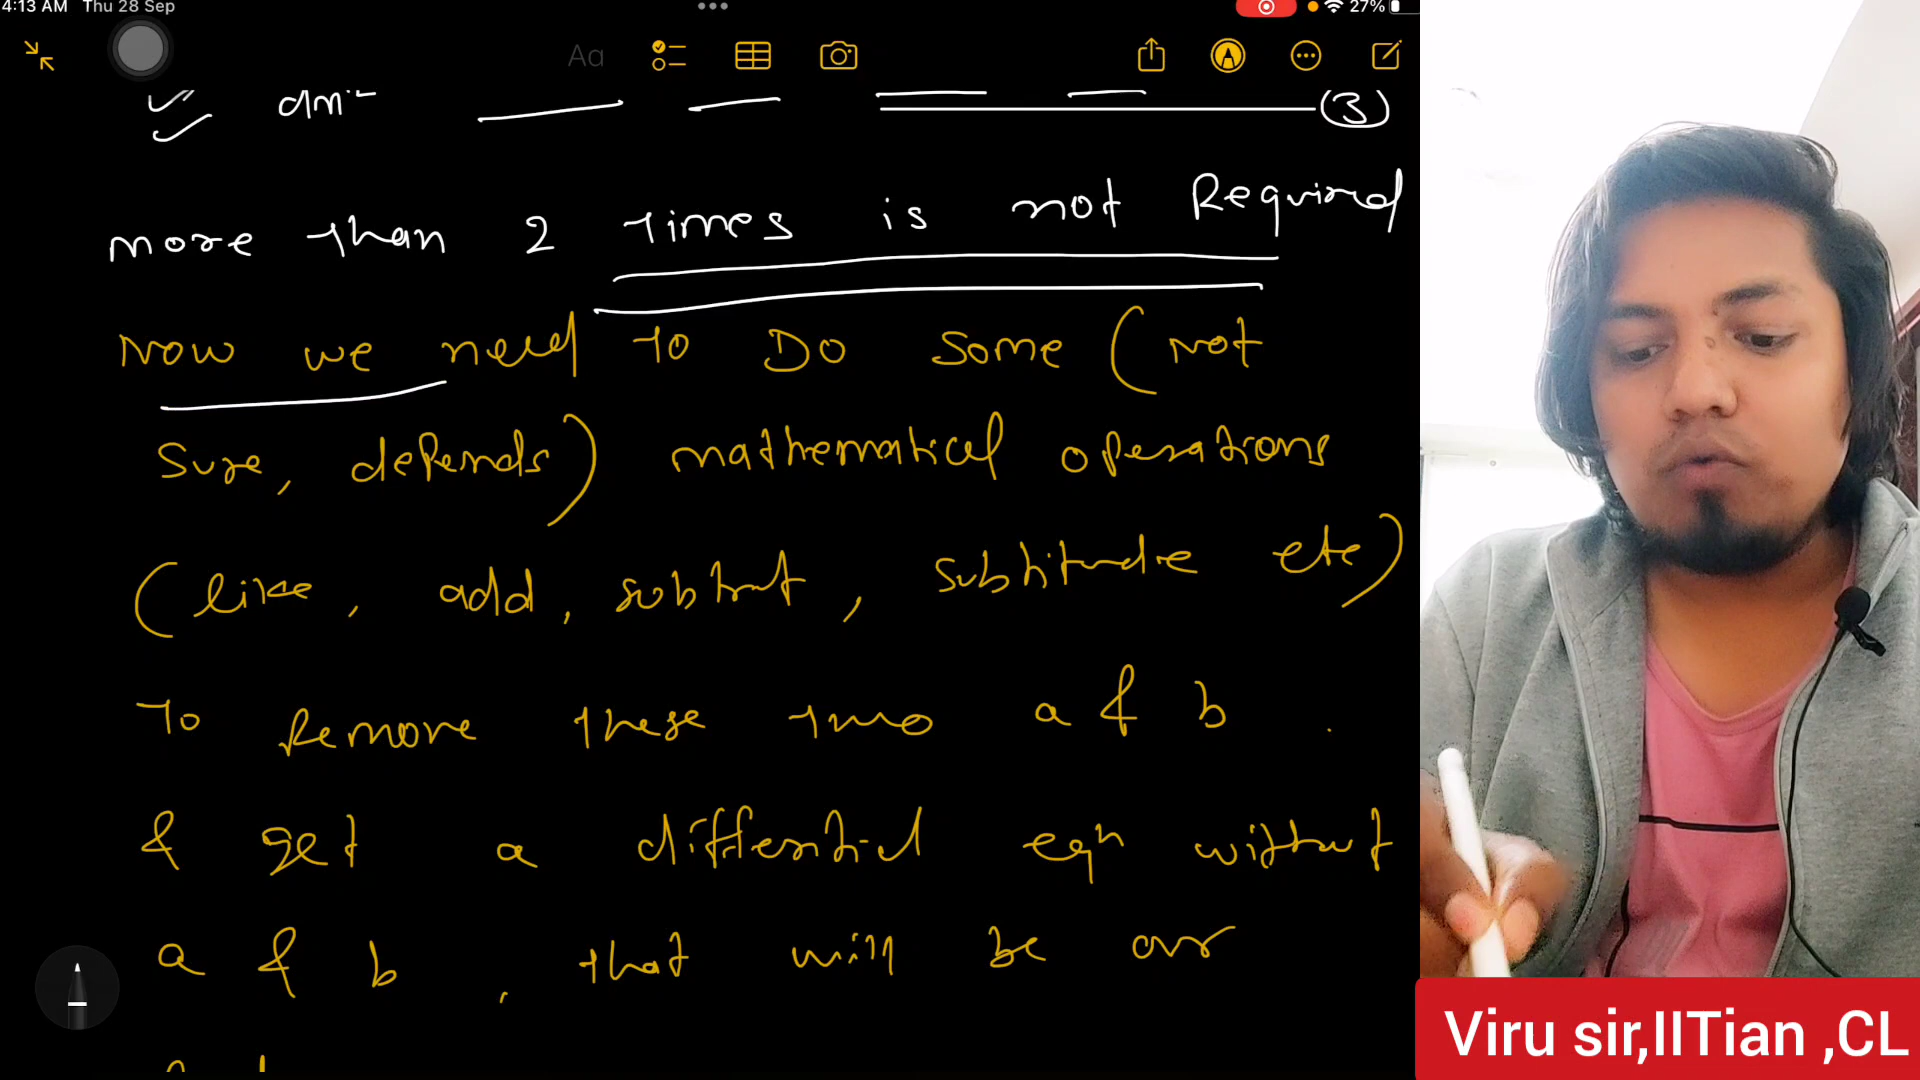 4:13 AM Thu 28 Sep
27%
Aa
(3)
more than 2 times is not Required
Now we need to Do some (Not
sure, depends) mathematical operations
(like, add, subtrat, subtitude etc)
To Remove these two a & b .
& get a differential eqn without
a & b , that will be our
Viru sir,IITian ,CL